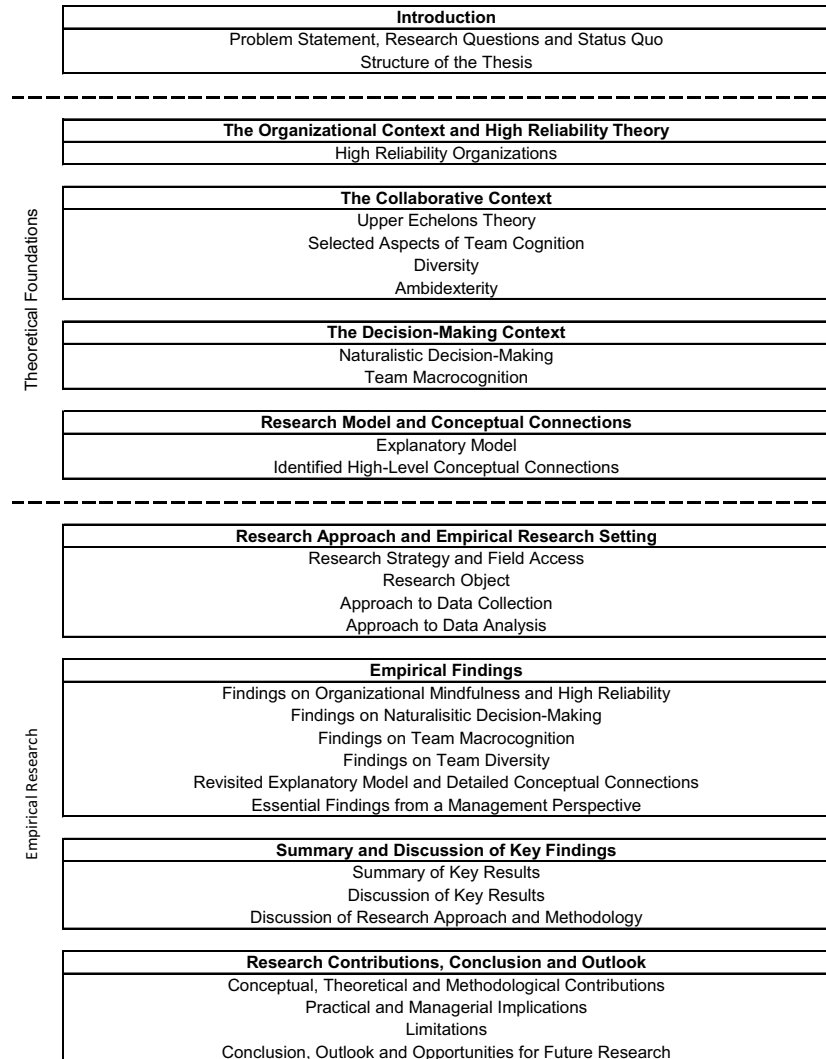 Introduction
Problem Statement, Research Questions and Status Quo
Structure of the Thesis
Theoretical Foundations
The Organizational Context and High Reliability Theory
High Reliability Organizations
The Collaborative Context
Upper Echelons Theory
Selected Aspects of Team Cognition
Diversity
Ambidexterity
The Decision-Making Context
Naturalistic Decision-Making
Team Macrocognition
Research Model and Conceptual Connections
Explanatory Model
Identified High-Level Conceptual Connections
Empirical Research
Research Approach and Empirical Research Setting
Research Strategy and Field Access
Research Object
Approach to Data Collection
Approach to Data Analysis
Empirical Findings
Findings on Organizational Mindfulness and High Reliability
Findings on Naturalisitic Decision-Making
Findings on Team Macrocognition
Findings on Team Diversity
Revisited Explanatory Model and Detailed Conceptual Connections
Essential Findings from a Management Perspective
Summary and Discussion of Key Findings
Summary of Key Results
Discussion of Key Results
Discussion of Research Approach and Methodology
Research Contributions, Conclusion and Outlook
Conceptual, Theoretical and Methodological Contributions
Practical and Managerial Implications
Limitations
Conclusion, Outlook and Opportunities for Future Research